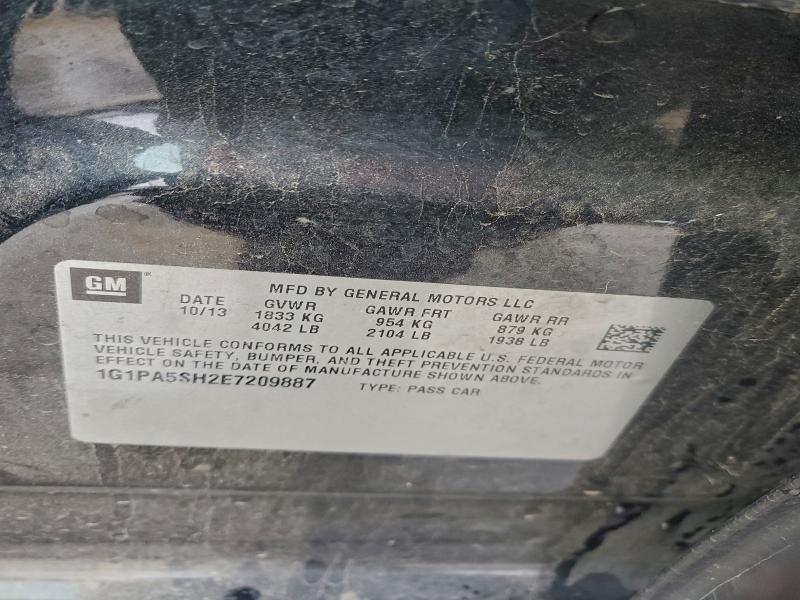 GM
MFD BY GENERAL MOTORS LLC
DATE GVWR GAWR FRT GAWR RR
10/13 1833 KG 954 KG 879 KG
4042 LB 2104 LB 1938 LB
THIS VEHICLE CONFORMS TO ALL APPLICABLE U.S. FEDERAL MOTOR
VEHICLE SAFETY, BUMPER, AND THEFT PREVENTION STANDARDS IN
EFFECT ON THE DATE OF MANUFACTURE SHOWN ABOVE.
1G1PA5SH2E7209887 TYPE: PASS CAR